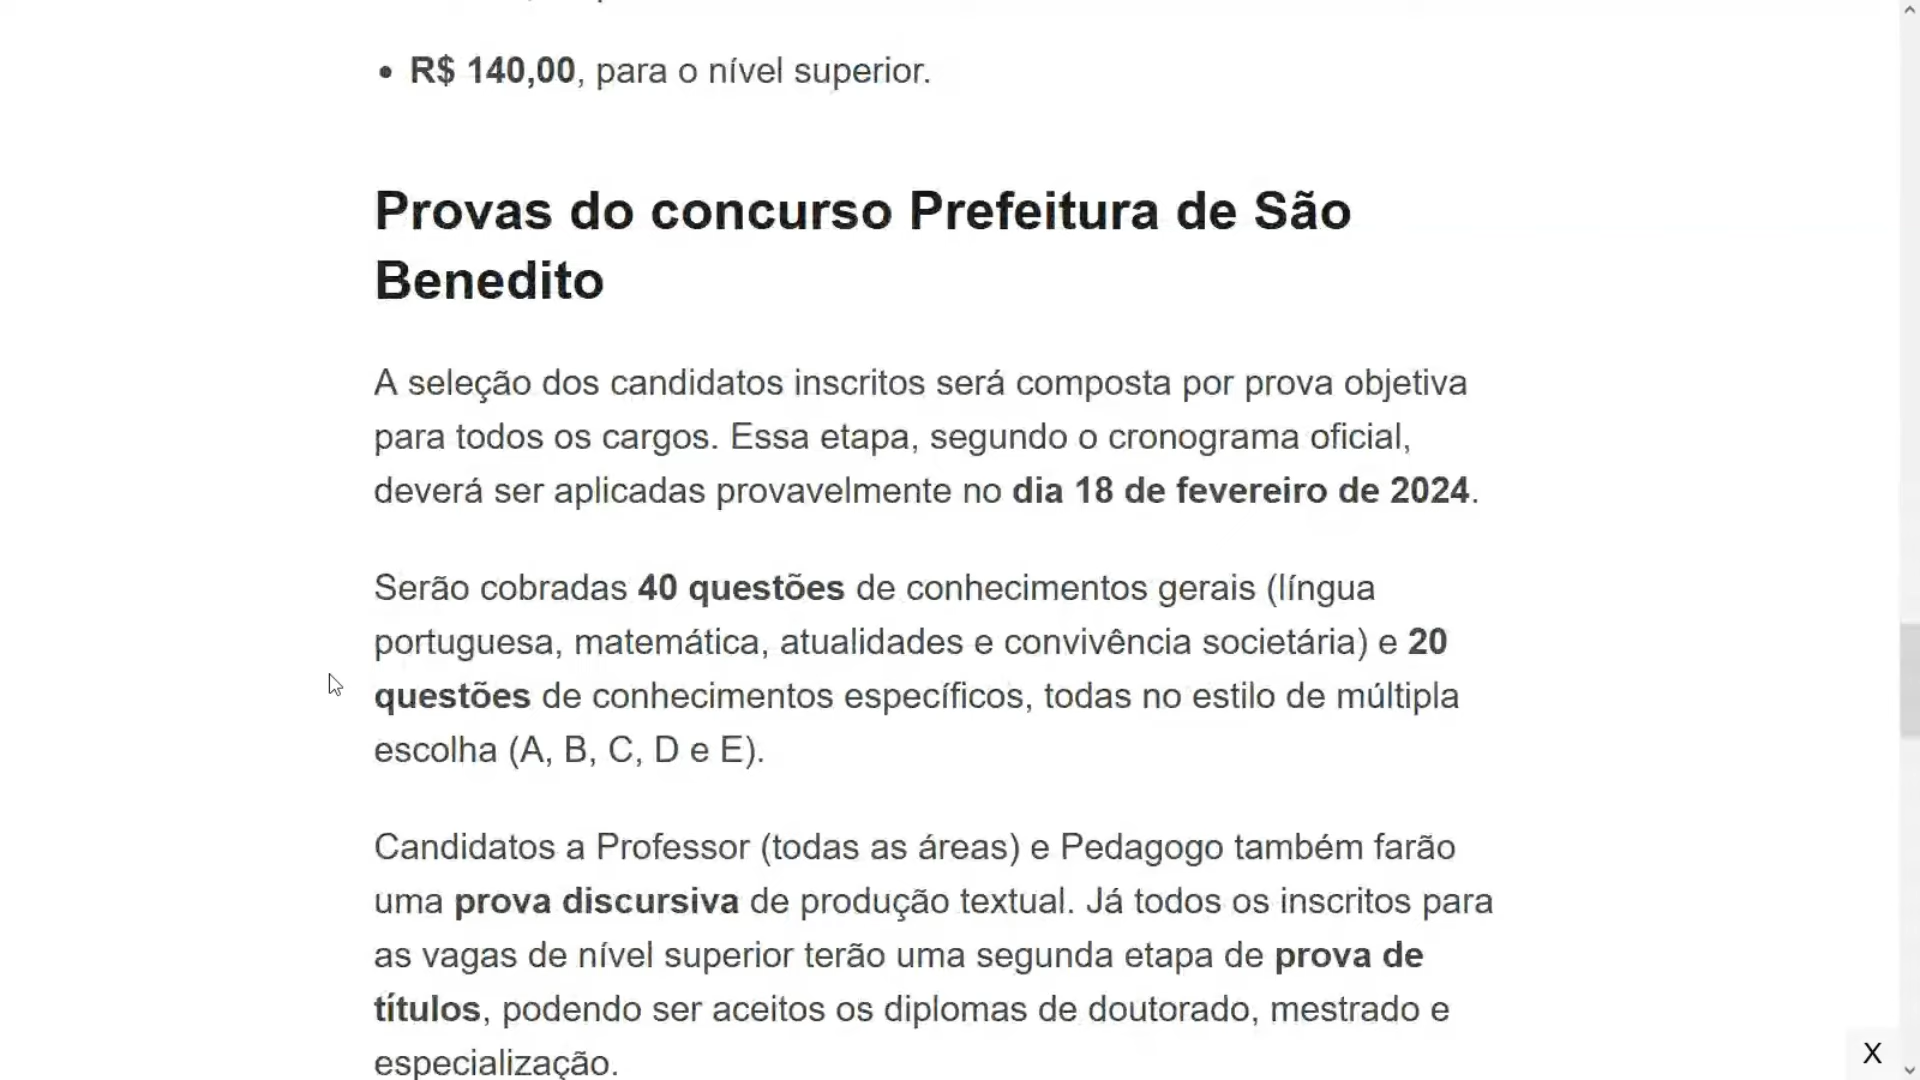 • R$ 140,00, para o nível superior.
Provas do concurso Prefeitura de São
Benedito
A seleção dos candidatos inscritos será composta por prova objetiva
para todos os cargos. Essa etapa, segundo o cronograma oficial,
deverá ser aplicadas provavelmente no dia 18 de fevereiro de 2024.
Serão cobradas 40 questões de conhecimentos gerais (língua
portuguesa, matemática, atualidades e convivência societária) e 20
questões de conhecimentos específicos, todas no estilo de múltipla
escolha (A, B, C, D e E).
Candidatos a Professor (todas as áreas) e Pedagogo também farão
uma prova discursiva de produção textual. Já todos os inscritos para
as vagas de nível superior terão uma segunda etapa de prova de
títulos, podendo ser aceitos os diplomas de doutorado, mestrado e
especialização.
X